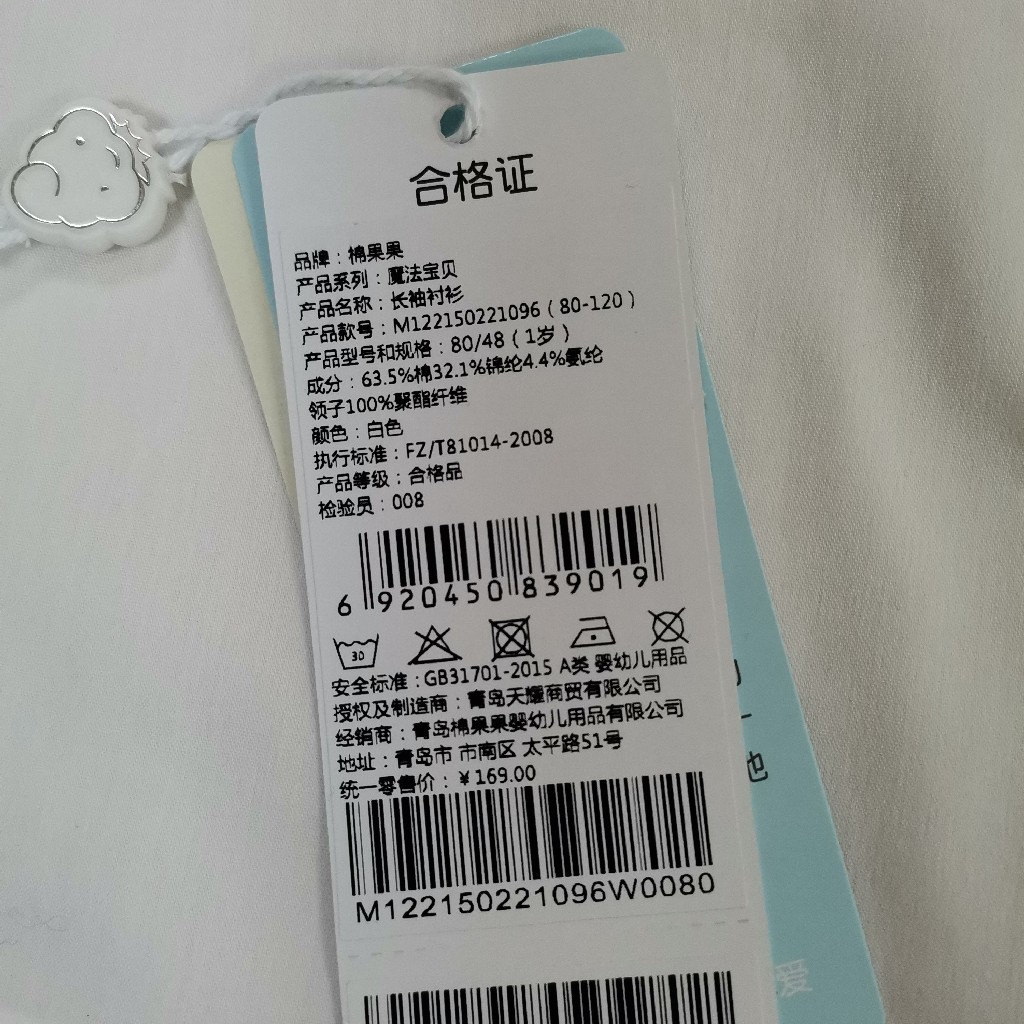 合格证
品牌：棉果果
产品系列：魔法宝贝
产品名称：长袖衬衫
产品款号：M122150221096（80-120）
产品型号和规格：80/48（1岁）
成分：63.5%棉32.1%锦纶4.4%氨纶
领子100%聚酯纤维
颜色：白色
执行标准：FZ/T81014-2008
产品等级：合格品
检验员：008
6 920450 839019
30
安全标准：GB31701-2015 A类 婴幼儿用品
授权及制造商：青岛天耀商贸有限公司
经销商：青岛棉果果婴幼儿用品有限公司
地址：青岛市 市南区 太平路51号
统一零售价：￥169.00
M122150221096W0080
爱